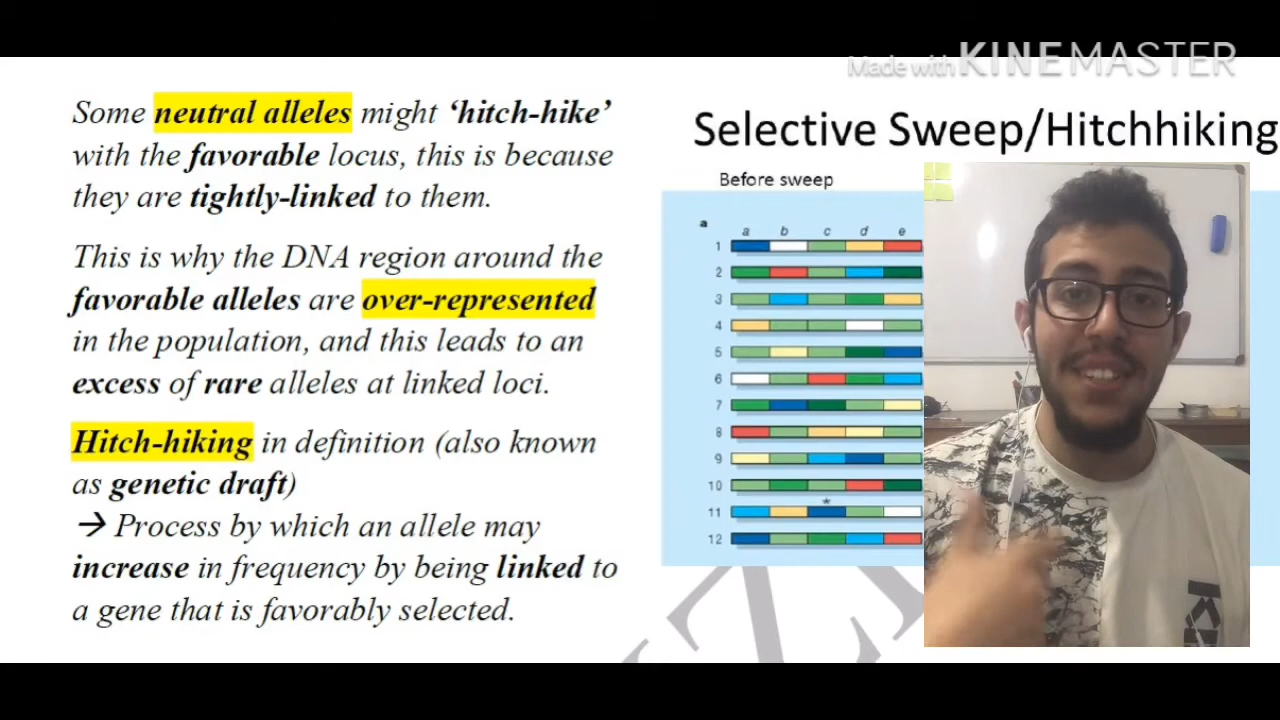 Made with KINEMASTER
Some neutral alleles might ‘hitch-hike’
with the favorable locus, this is because
they are tightly-linked to them.
This is why the DNA region around the
favorable alleles are over-represented
in the population, and this leads to an
excess of rare alleles at linked loci.
Hitch-hiking in definition (also known
as genetic draft)
→ Process by which an allele may
increase in frequency by being linked to
a gene that is favorably selected.
Selective Sweep/Hitchhiking
Before sweep
a
a b c d e
1
2
3
4
5
6
7
8
9
10
*
11
12